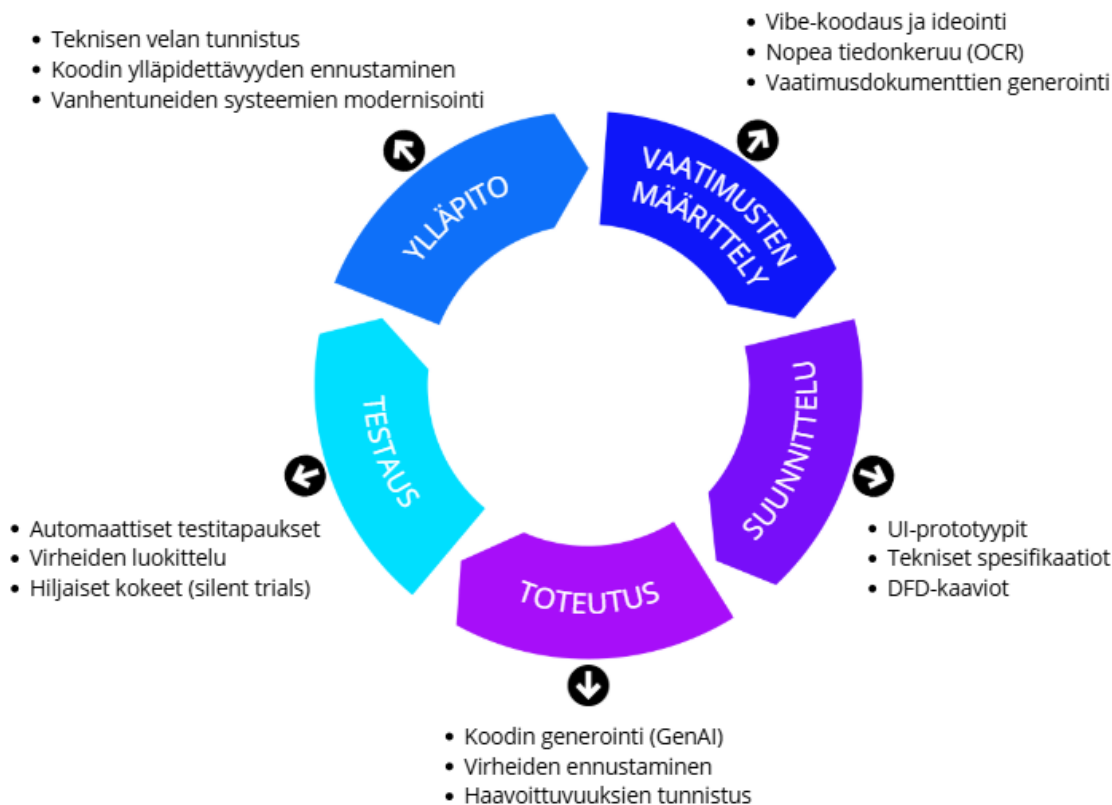 • Teknisen velan tunnistus
• Koodin ylläpidettävyyden ennustaminen
• Vanhentuneiden systeemien modernisointi
• Vibe-koodaus ja ideointi
• Nopea tiedonkeruu (OCR)
• Vaatimusdokumenttien generointi
YLLÄPITO
VAATIMUSTEN
MÄÄRITTELY
TESTAUS
SUUNNITTELU
TOTEUTUS
• Automaattiset testitapaukset
• Virheiden luokittelu
• Hiljaiset kokeet (silent trials)
• UI-prototyypit
• Tekniset spesifikaatiot
• DFD-kaaviot
• Koodin generointi (GenAI)
• Virheiden ennustaminen
• Haavoittuvuuksien tunnistus